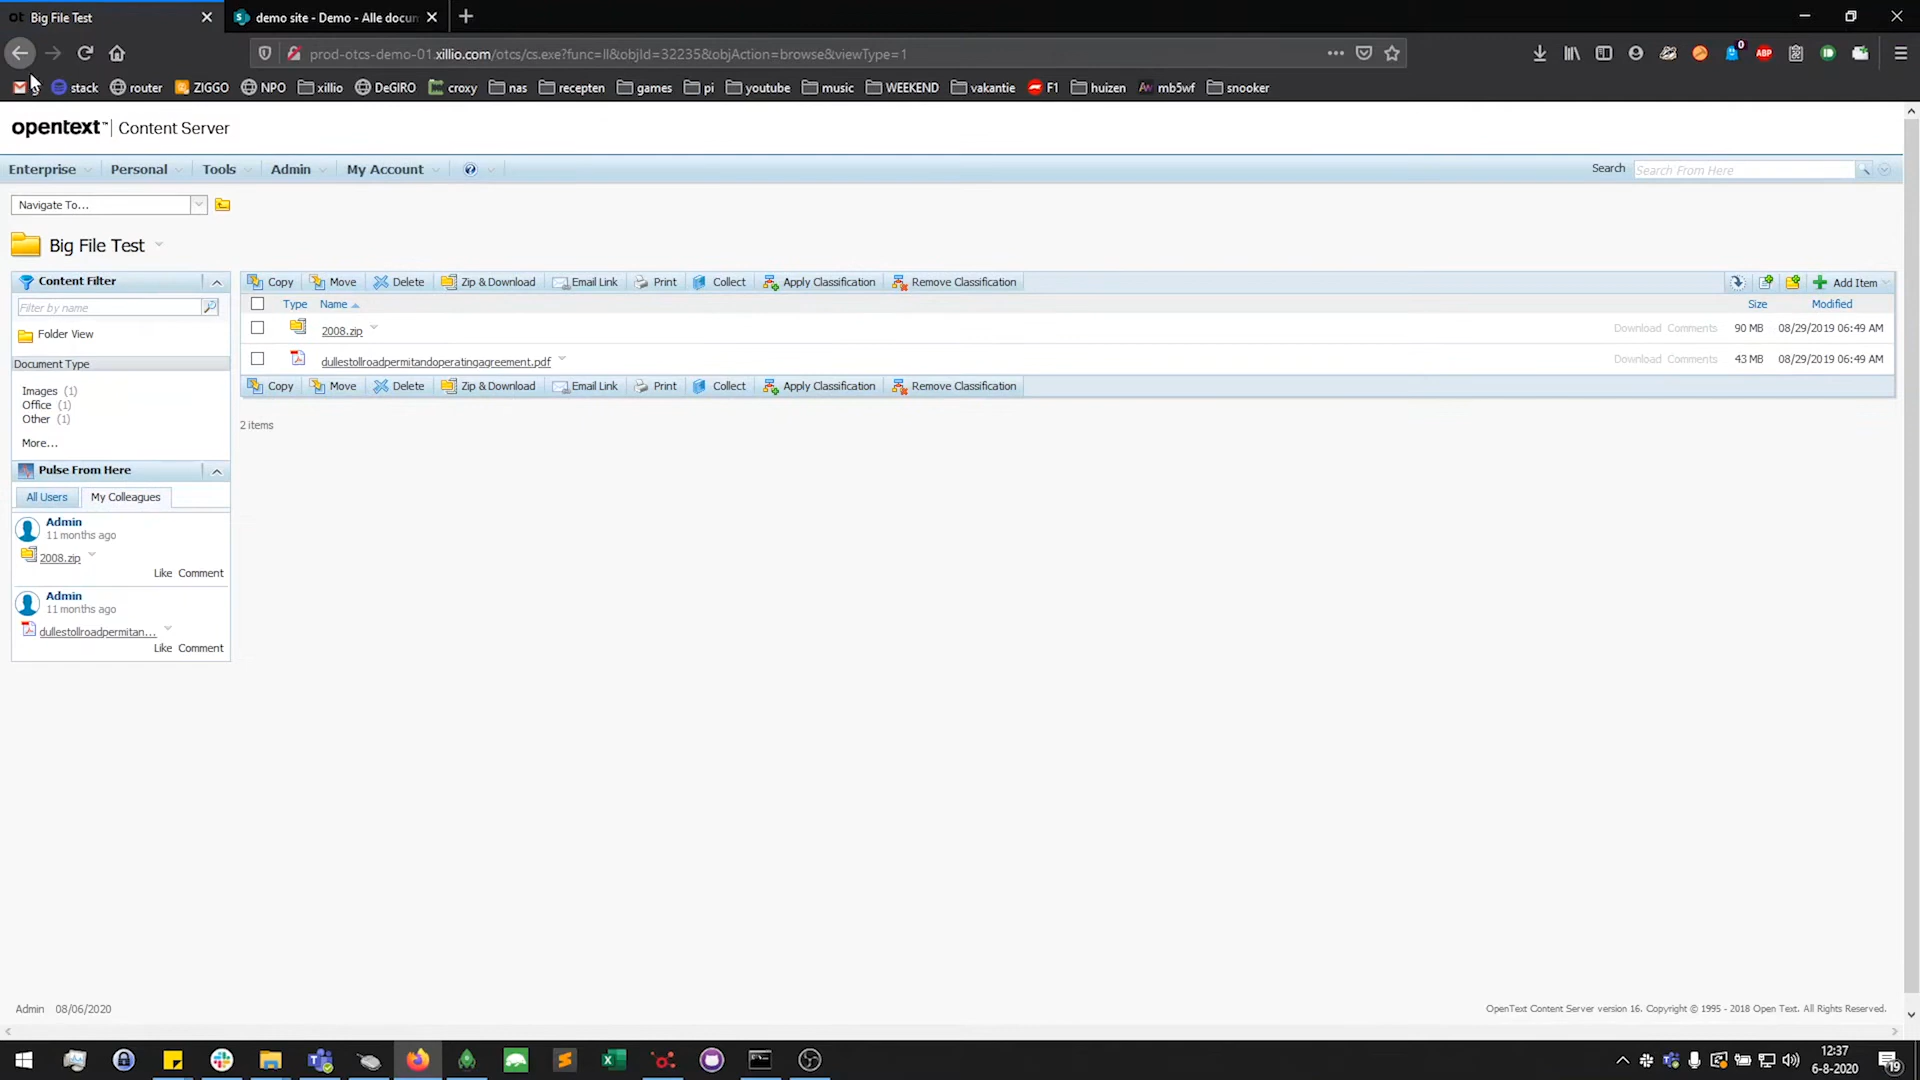 Big File Test
demo site - Demo - Alle docun
prod-otcs-demo-01.xillio.com/otcs/cs.exe?func=ll&objId=32235&objAction=browse&viewType=1
0
ABP
stack router ZIGGO NPO xillio DeGIRO croxy nas recepten games pi youtube music WEEKEND vakantie F1 huizen mb5wf snooker
opentext™ | Content Server
Enterprise Personal Tools Admin My Account
Search Search From Here
Navigate To...
Big File Test
Content Filter
Filter by name
Folder View
Document Type
Images (1)
Office (1)
Other (1)
More...
Pulse From Here
All Users My Colleagues
Admin
11 months ago
2008.zip
Like Comment
Admin
11 months ago
dullestollroadpermitan...
Like Comment
Copy Move Delete Zip & Download Email Link Print Collect Apply Classification Remove Classification Add Item
Type Name Size Modified
2008.zip Download Comments 90 MB 08/29/2019 06:49 AM
dullestollroadpermitandoperatingagreement.pdf Download Comments 43 MB 08/29/2019 06:49 AM
Copy Move Delete Zip & Download Email Link Print Collect Apply Classification Remove Classification
2 items
Admin 08/06/2020
OpenText Content Server version 16. Copyright © 1995 - 2018 Open Text. All Rights Reserved.
12:37
6-8-2020
19